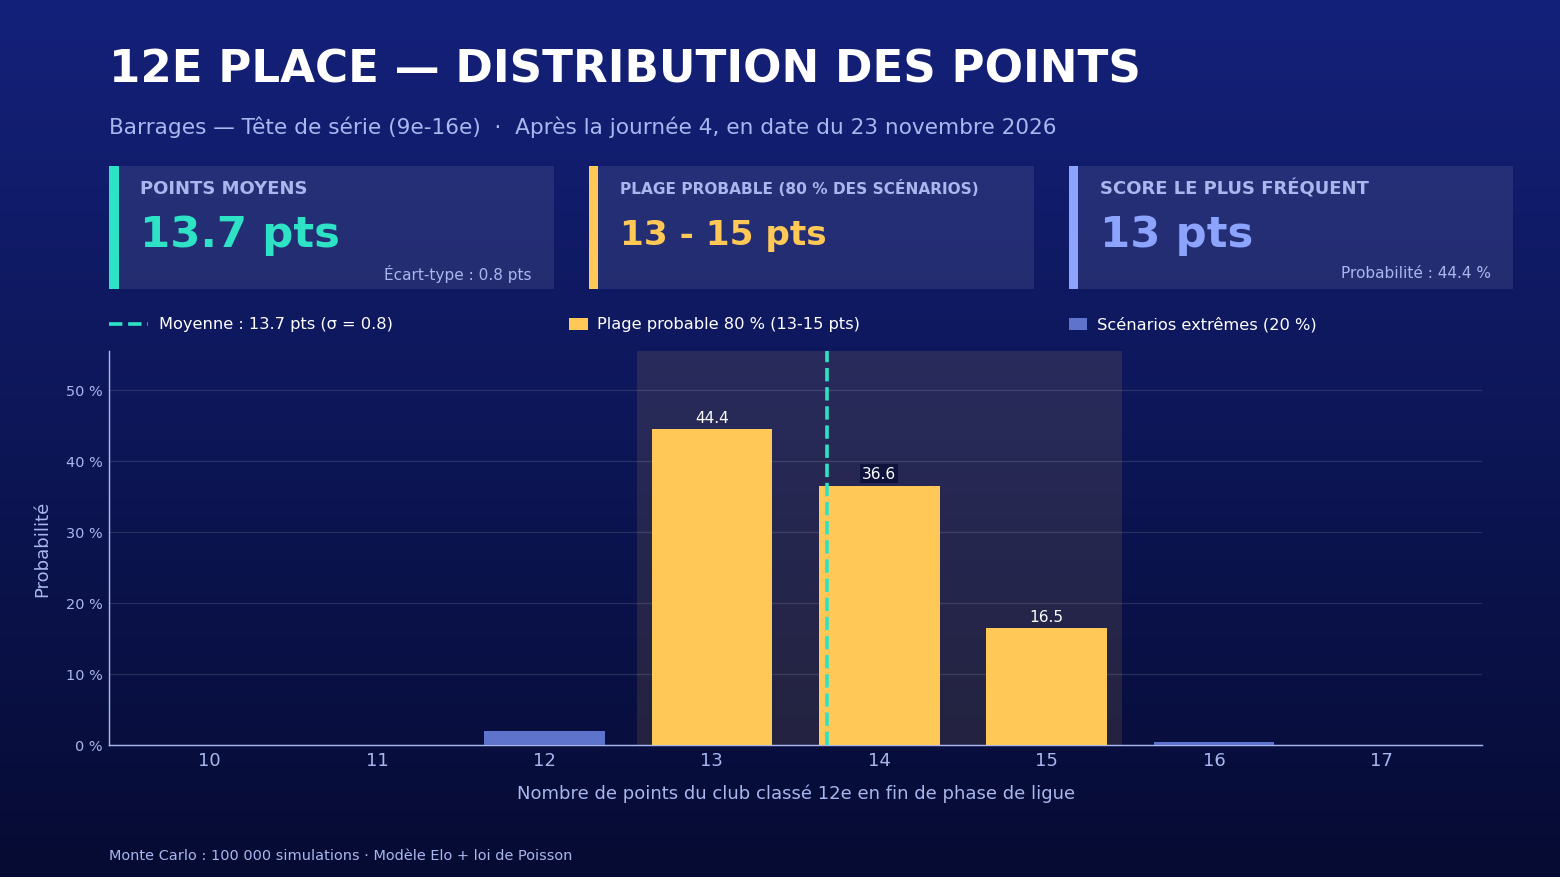 12E PLACE — DISTRIBUTION DES POINTS
Barrages — Tête de série (9e-16e) · Après la journée 4, en date du 23 novembre 2026
POINTS MOYENS
13.7 pts
Écart-type : 0.8 pts
PLAGE PROBABLE (80 % DES SCÉNARIOS)
13 - 15 pts
SCORE LE PLUS FRÉQUENT
13 pts
Probabilité : 44.4 %
Moyenne : 13.7 pts (σ = 0.8)
Plage probable 80 % (13-15 pts)
Scénarios extrêmes (20 %)
50 %
40 %
30 %
20 %
10 %
0 %
Probabilité
44.4
36.6
16.5
10 11 12 13 14 15 16 17
Nombre de points du club classé 12e en fin de phase de ligue
Monte Carlo : 100 000 simulations · Modèle Elo + loi de Poisson